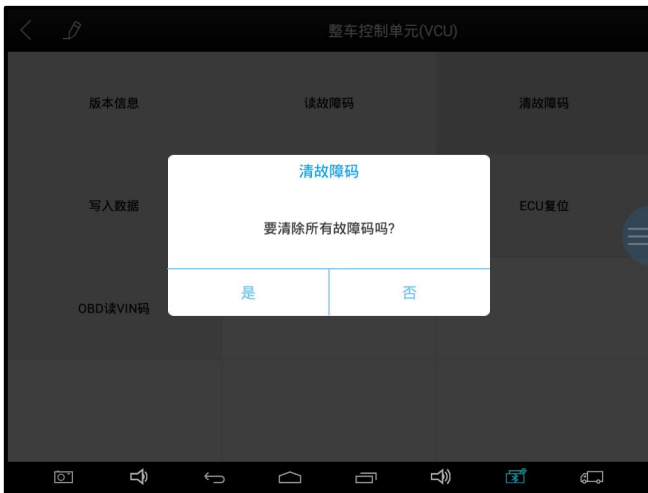 整车控制单元(VCU)
版本信息
读故障码
清故障码
清故障码
写入数据
要清除所有故障码吗?
ECU复位
是
否
OBD读VIN码